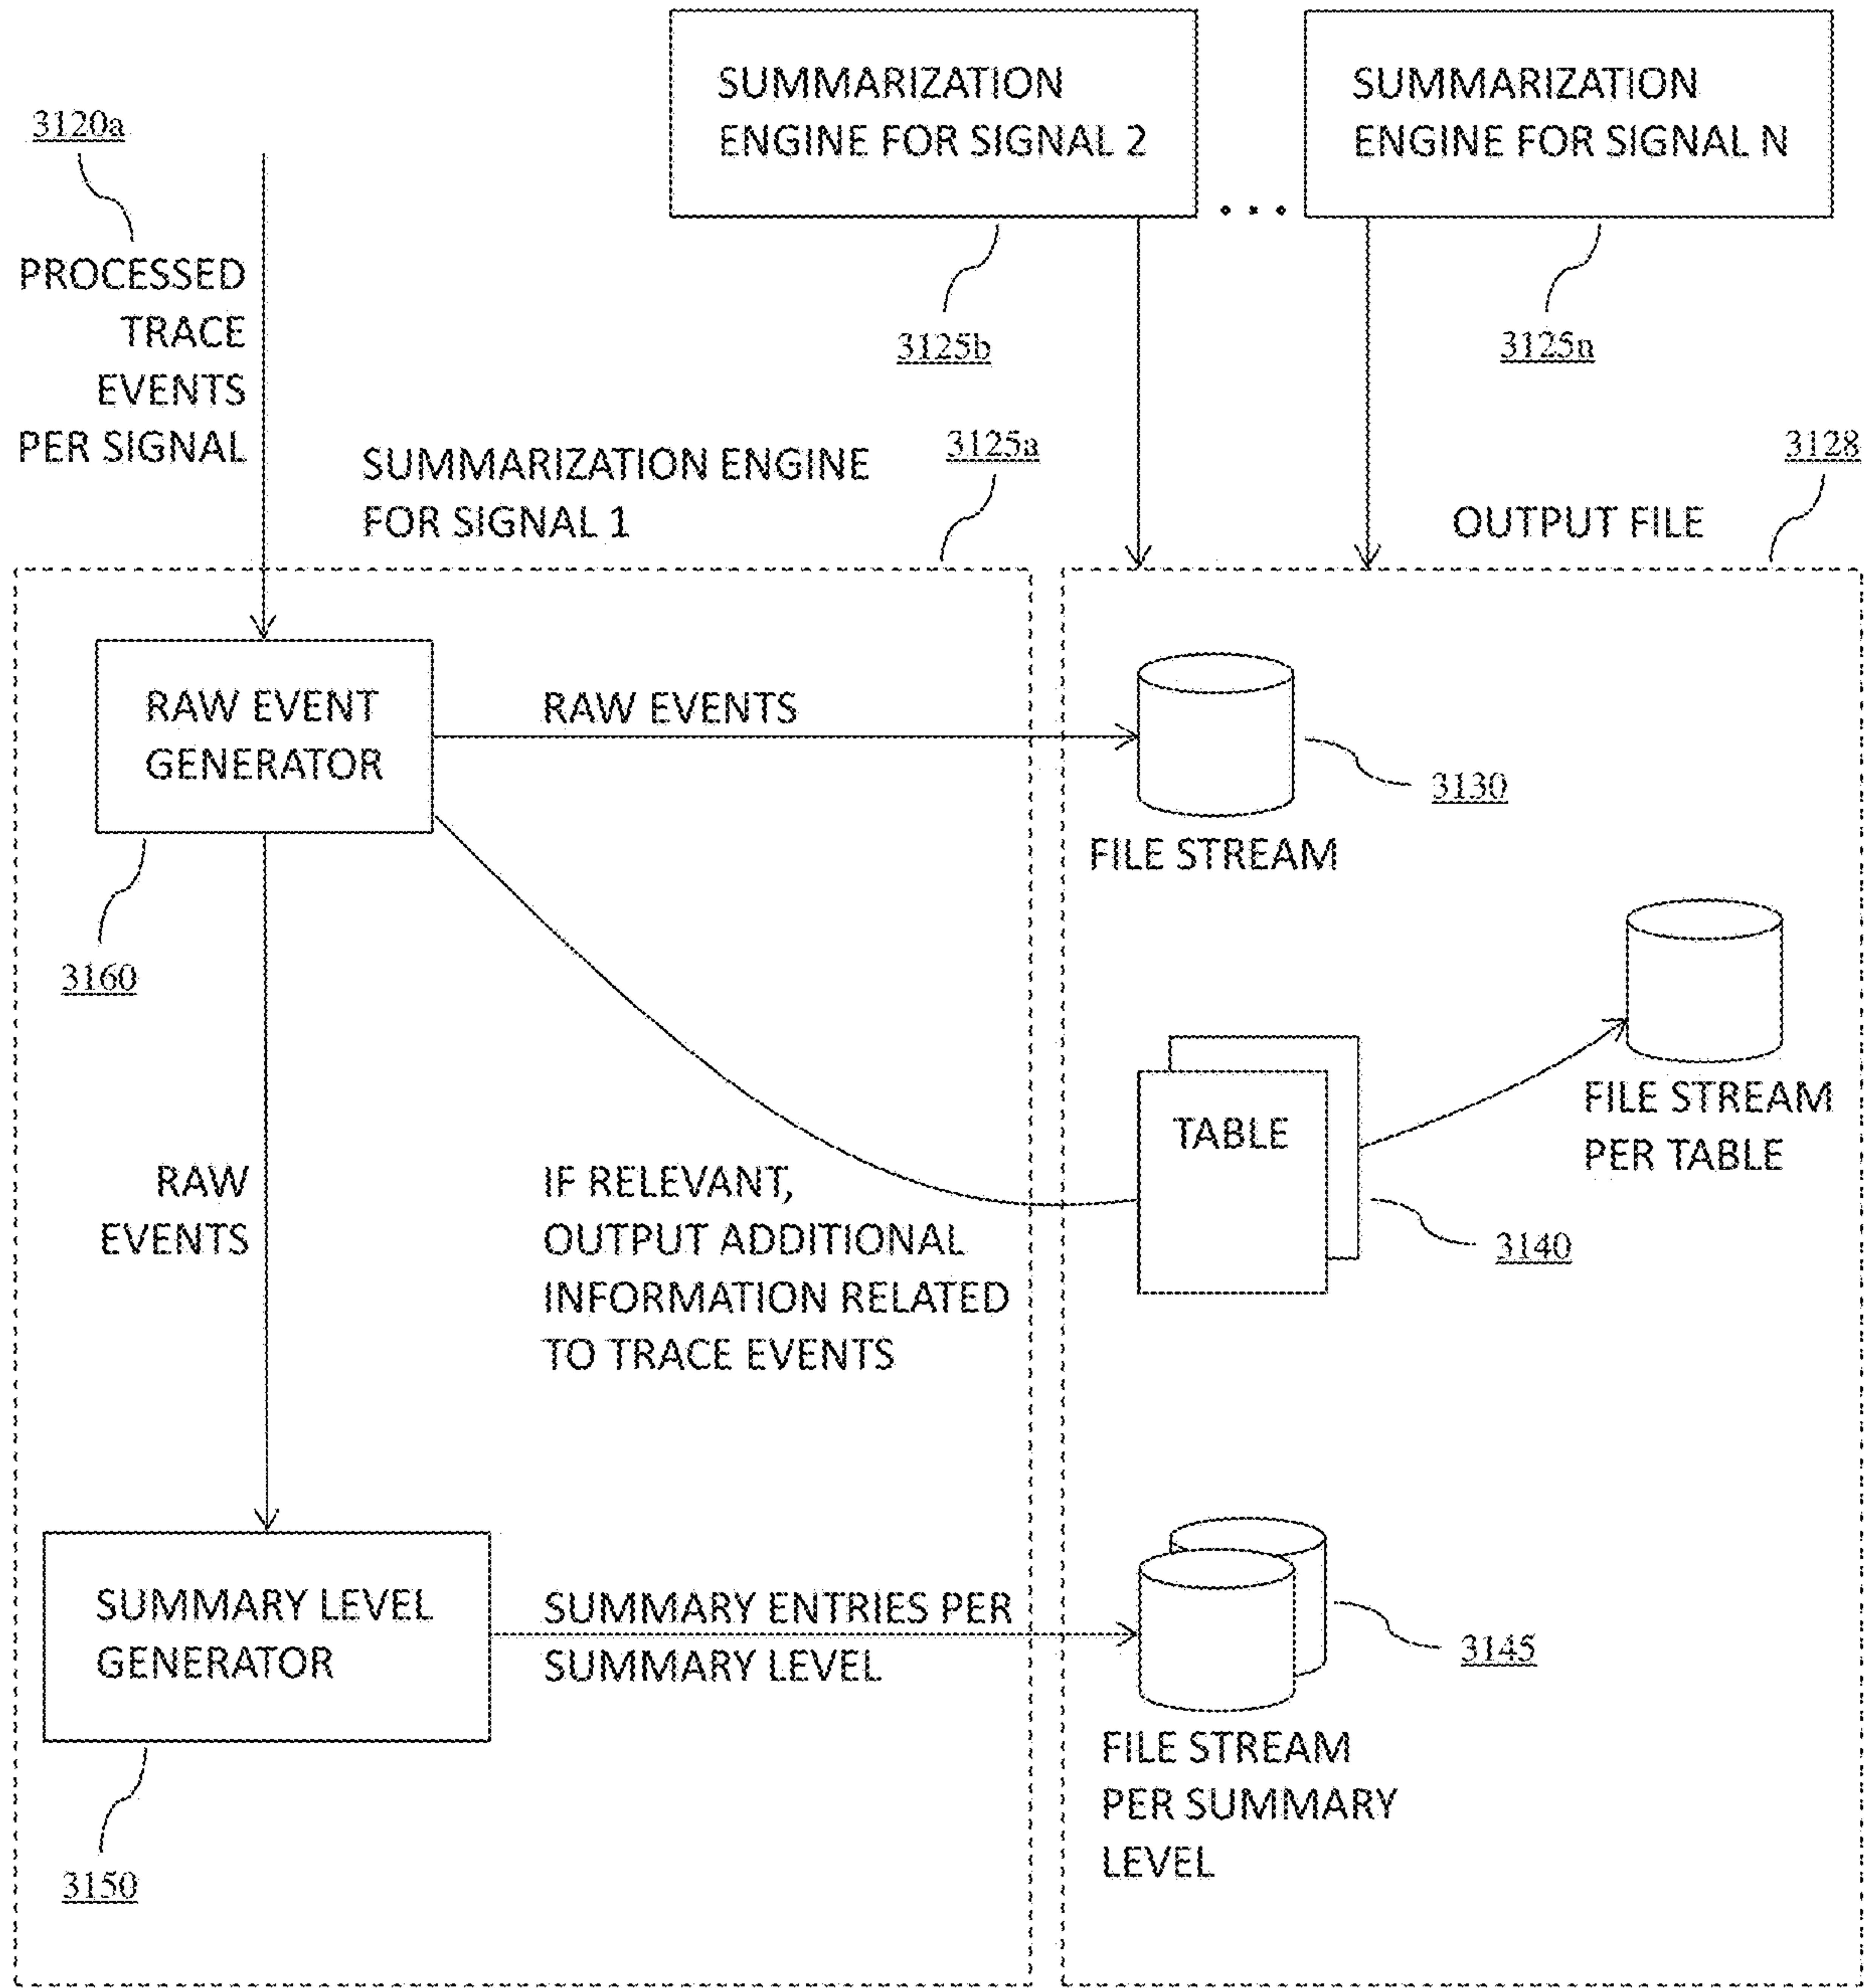 SUMMARIZATION
ENGINE FOR SIGNAL 2
SUMMARIZATION
ENGINE FOR SIGNAL N
...
3120a
PROCESSED
TRACE
EVENTS
PER SIGNAL
3125b
3125n
SUMMARIZATION ENGINE
FOR SIGNAL 1
3125a
3128
OUTPUT FILE
RAW EVENT
GENERATOR
RAW EVENTS
3130
FILE STREAM
3160
FILE STREAM
PER TABLE
TABLE
3140
RAW
EVENTS
IF RELEVANT,
OUTPUT ADDITIONAL
INFORMATION RELATED
TO TRACE EVENTS
SUMMARY LEVEL
GENERATOR
SUMMARY ENTRIES PER
SUMMARY LEVEL
3145
FILE STREAM
PER SUMMARY
LEVEL
3150